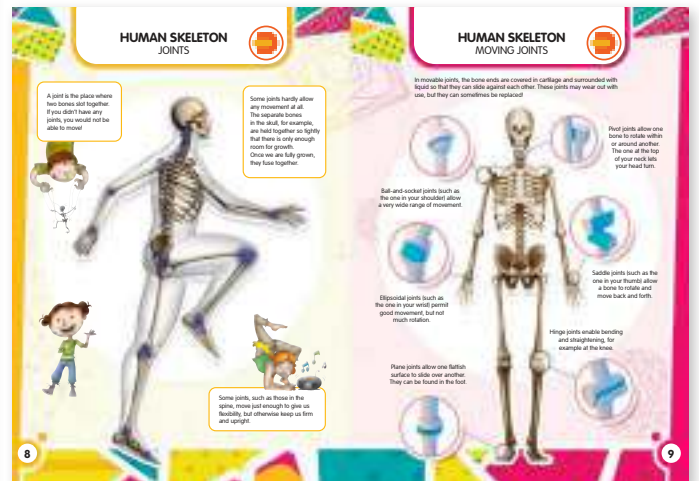 HUMAN SKELETON
JOINTS
A joint is the place where
two bones slot together.
If you didn't have any
joints, you would not be
able to move!
Some joints hardly allow
any movement at all.
The separate bones
in the skull, for example,
are held together so tightly
that there is only enough
room for growth.
Once we are fully grown,
they fuse together.
Some joints, such as those in the
spine, move just enough to give us
flexibility, but otherwise keep us firm
and upright.
8
HUMAN SKELETON
MOVING JOINTS
In movable joints, the bone ends are covered in cartilage and surrounded with
liquid so that they can slide against each other. These joints may wear out with
use, but they can sometimes be replaced!
Pivot joints allow one
bone to rotate within
or around another.
The one at the top
of your neck lets
your head turn.
Ball-and-socket joints (such as
the one in your shoulder) allow
a very wide range of movement.
Saddle joints (such as the
one in your thumb) allow
a bone to rotate and
move back and forth.
Ellipsoidal joints (such as
the one in your wrist) permit
good movement, but not
much rotation.
Hinge joints enable bending
and straightening, for
example at the knee.
Plane joints allow one flattish
surface to slide over another.
They can be found in the foot.
9